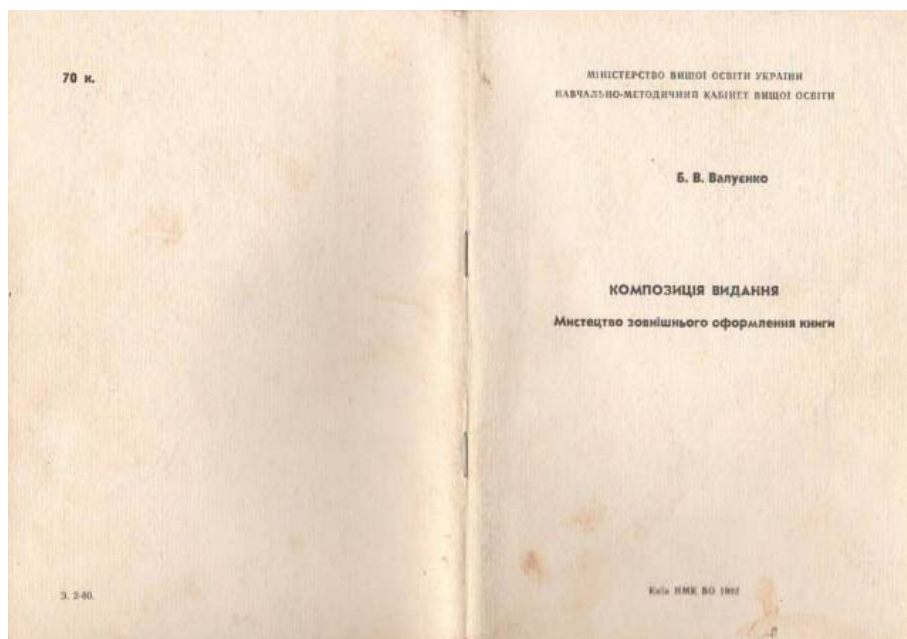 70 к.
З. 2-80.
МІНІСТЕРСТВО ВИЩОЇ ОСВІТИ УКРАЇНИ
НАВЧАЛЬНО-МЕТОДИЧНИЙ КАБІНЕТ ВИЩОЇ ОСВІТИ
Б. В. Валуєнко
КОМПОЗИЦІЯ ВИДАННЯ
Мистецтво зовнішнього оформлення книги
Київ НМК ВО 1992